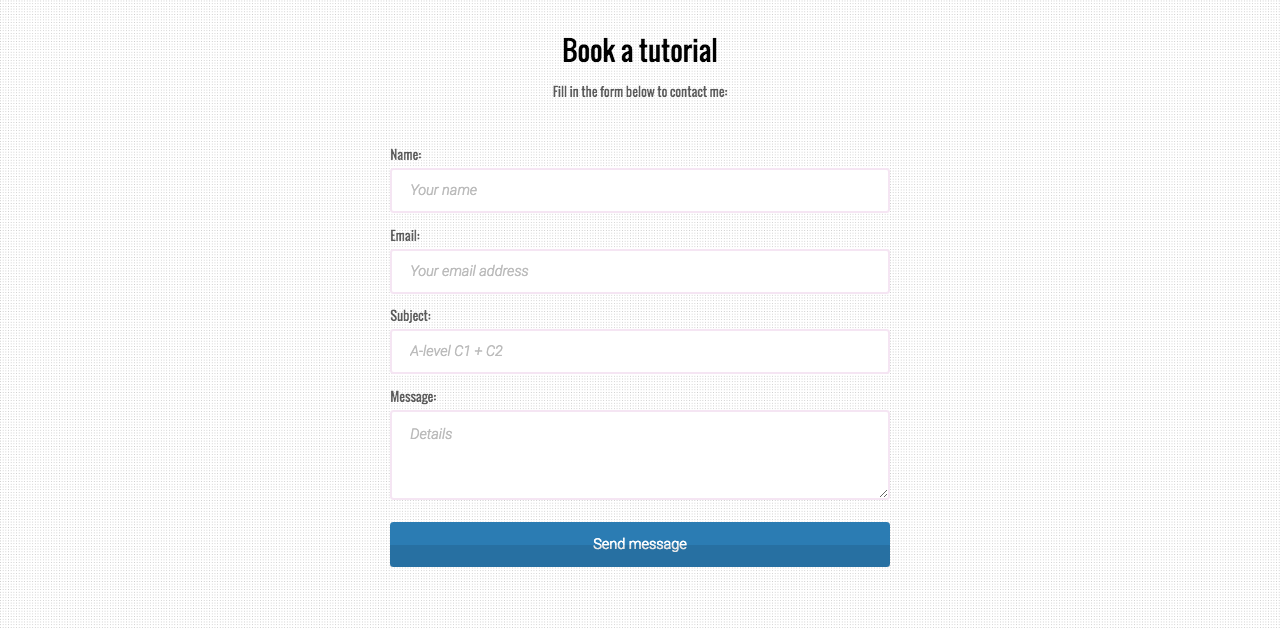 Book a tutorial
Fill in the form below to contact me:
Name:
Your name
Email:
Your email address
Subject:
A-level C1 + C2
Message:
Details
Send message